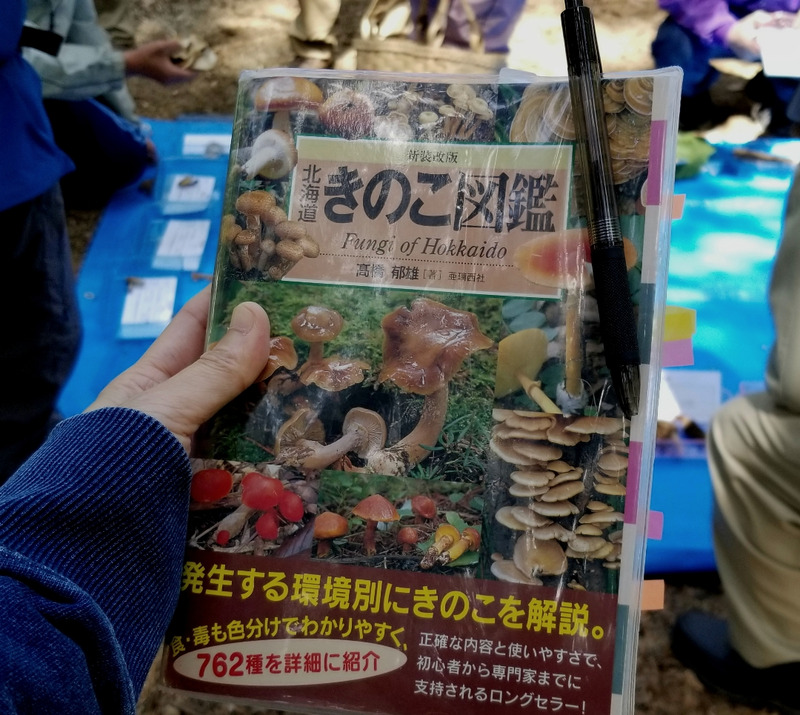 新装改版
北海道 きのこ図鑑
Fungi of Hokkaido
高橋 郁雄 [著] 亜璃西社
発生する環境別にきのこを解説。
食・毒も色分けでわかりやすく、
762種を詳細に紹介
正確な内容と使いやすさで、
初心者から専門家までに
支持されるロングセラー!